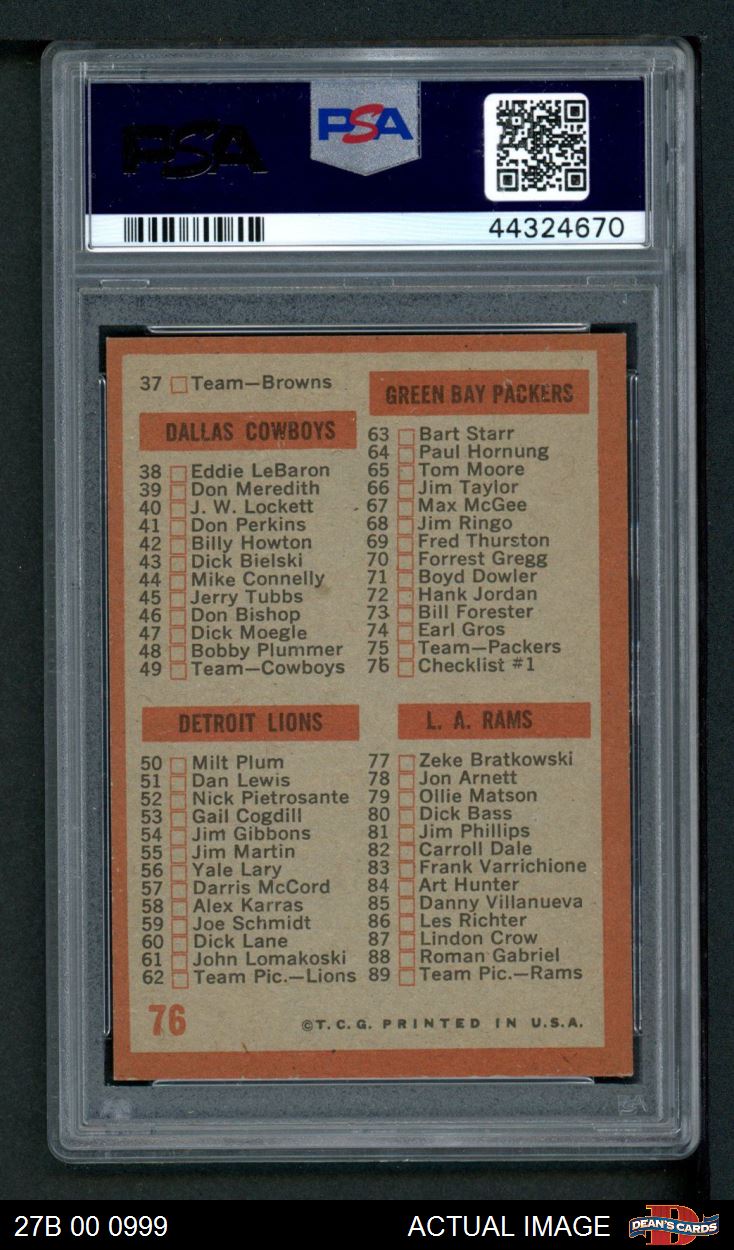 PSA
PSA
44324670
37 Team—Browns
DALLAS COWBOYS
38 Eddie LeBaron
39 Don Meredith
40 J. W. Lockett
41 Don Perkins
42 Billy Howton
43 Dick Bielski
44 Mike Connelly
45 Jerry Tubbs
46 Don Bishop
47 Dick Moegle
48 Bobby Plummer
49 Team—Cowboys
DETROIT LIONS
50 Milt Plum
51 Dan Lewis
52 Nick Pietrosante
53 Gail Cogdill
54 Jim Gibbons
55 Jim Martin
56 Yale Lary
57 Darris McCord
58 Alex Karras
59 Joe Schmidt
60 Dick Lane
61 John Lomakoski
62 Team Pic.—Lions
GREEN BAY PACKERS
63 Bart Starr
64 Paul Hornung
65 Tom Moore
66 Jim Taylor
67 Max McGee
68 Jim Ringo
69 Fred Thurston
70 Forrest Gregg
71 Boyd Dowler
72 Hank Jordan
73 Bill Forester
74 Earl Gros
75 Team—Packers
76 Checklist #1
L. A. RAMS
77 Zeke Bratkowski
78 Jon Arnett
79 Ollie Matson
80 Dick Bass
81 Jim Phillips
82 Carroll Dale
83 Frank Varrichione
84 Art Hunter
85 Danny Villanueva
86 Les Richter
87 Lindon Crow
88 Roman Gabriel
89 Team Pic.—Rams
76
©T.C.G. PRINTED IN U.S.A.
PSA
27B 00 0999
ACTUAL IMAGE
DEAN'S CARDS